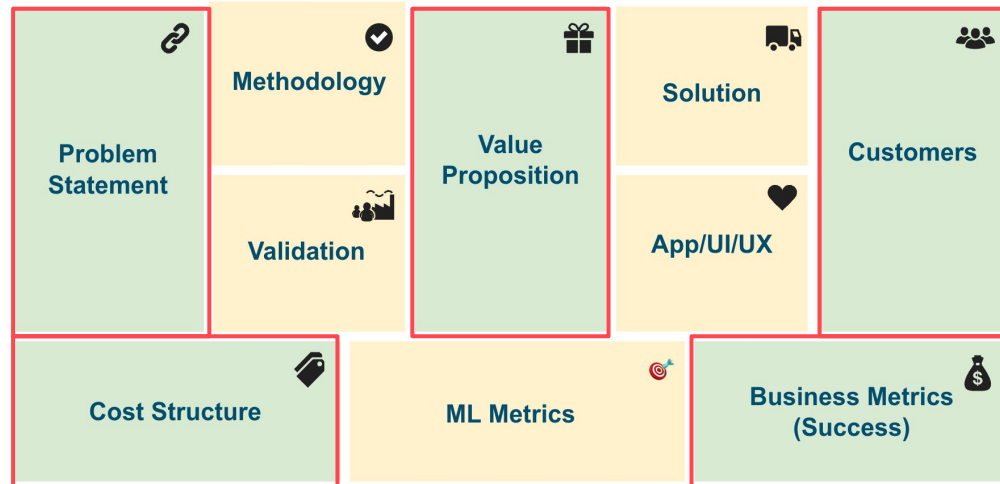 Problem
Statement
Methodology
Validation
Value
Proposition
Solution
App/UI/UX
Customers
Cost Structure
ML Metrics
Business Metrics
(Success)
$